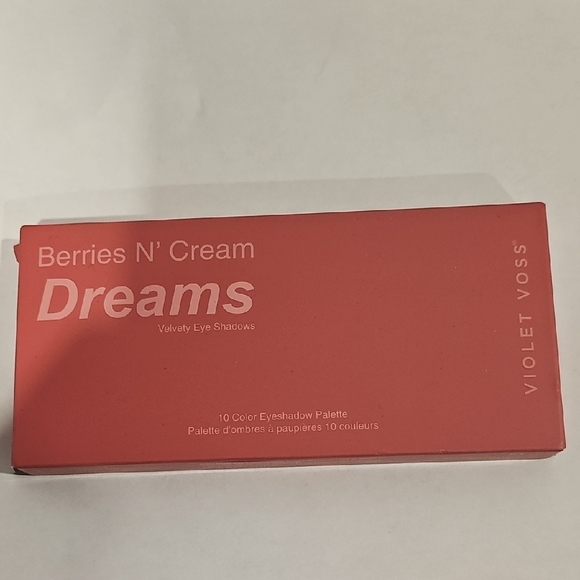 Berries N' Cream
Dreams
Velvety Eye Shadows
10 Color Eyeshadow Palette
Palette d'ombres à paupières 10 couleurs
VIOLET VOSS®